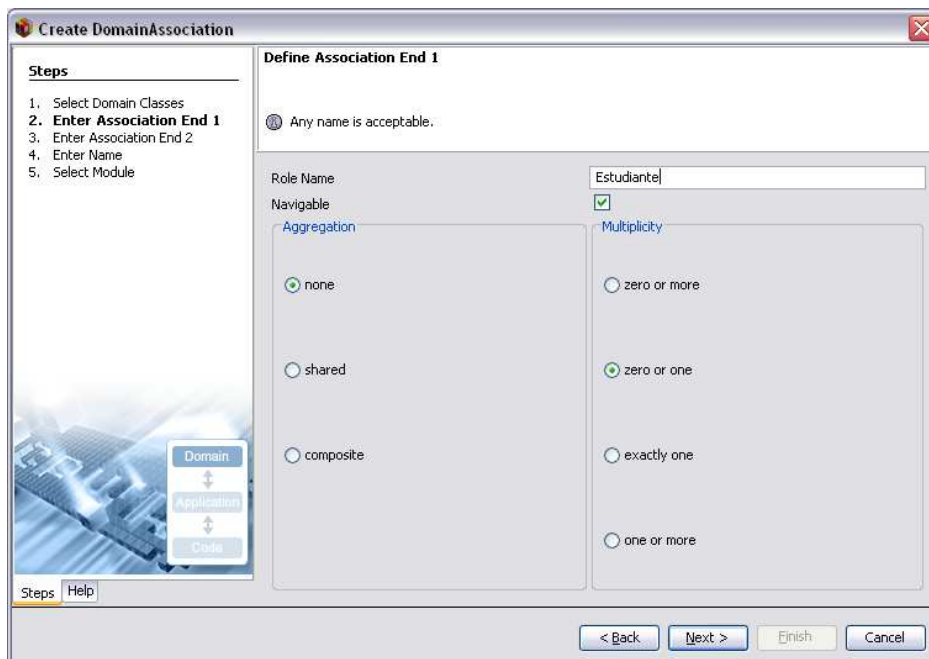 Create DomainAssociation
Steps
1. Select Domain Classes
2. Enter Association End 1
3. Enter Association End 2
4. Enter Name
5. Select Module
Domain
Application
Code
Steps
Help
Define Association End 1
Any name is acceptable.
Role Name
Estudiante
Navigable
Aggregation
none
shared
composite
Multiplicity
zero or more
zero or one
exactly one
one or more
< Back
Next >
Finish
Cancel